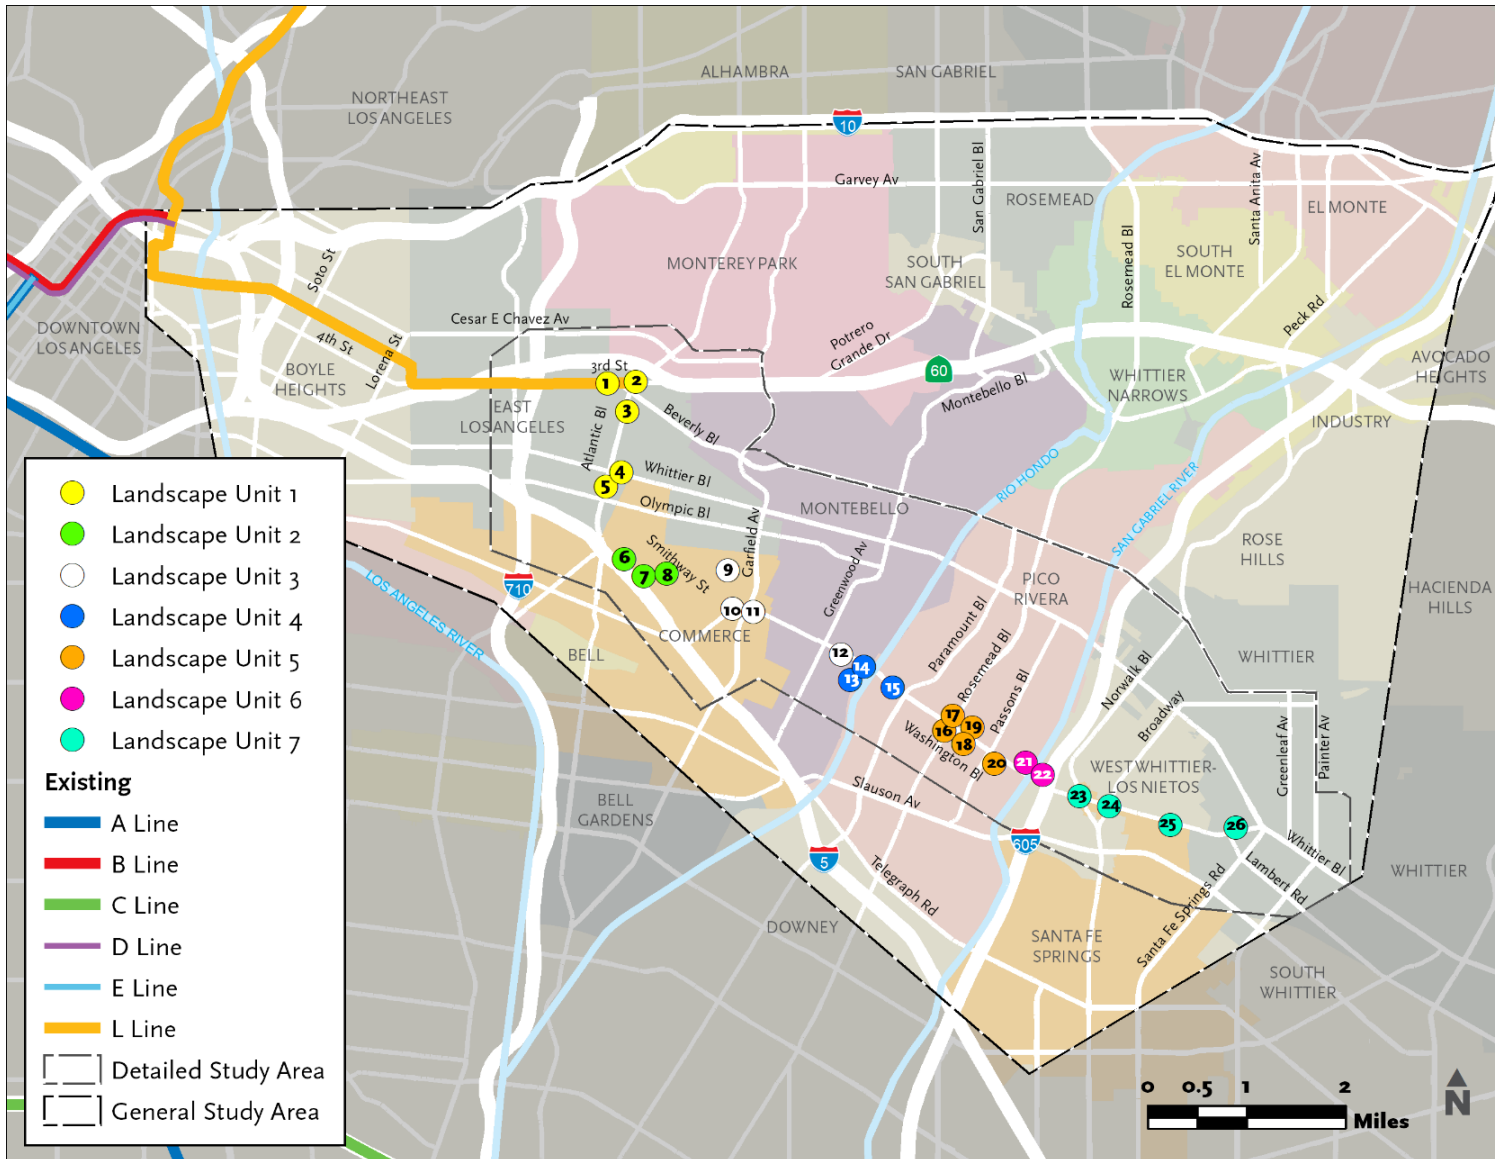 ALHAMBRA
SAN GABRIEL
NORTHEAST
LOS ANGELES
10
Garvey Av
San Gabriel Bl
ROSEMEAD
Santa Anita Av
EL MONTE
Soto St
MONTEREY PARK
SOUTH
SAN GABRIEL
Rosemead Bl
SOUTH
EL MONTE
Peck Rd
DOWNTOWN
LOS ANGELES
Cesar E Chavez Av
4th St
Lorena St
BOYLE
HEIGHTS
Potrero
Grande Dr
3rd St
60
Montebello Bl
WHITTIER
NARROWS
AVOCADO
HEIGHTS
INDUSTRY
1
2
3
EAST
LOS ANGELES
Atlantic Bl
Beverly Bl
4
5
Whittier Bl
Olympic Bl
MONTEBELLO
RIO HONDO
SAN GABRIEL RIVER
ROSE
HILLS
HACIENDA
HILLS
Garfield Av
Smithway St
6
7
8
9
10
11
Greenwood Av
710
LOS ANGELES RIVER
PICO
RIVERA
COMMERCE
BELL
Paramount Bl
Rosemead Bl
Passons Bl
12
13
14
15
Norwalk Bl
Broadway
WHITTIER
16
17
18
19
20
21
22
Washington Bl
Greenleaf Av
Painter Av
WEST WHITTIER-
LOS NIETOS
23
24
25
26
BELL
GARDENS
Slauson Av
605
5
Telegraph Rd
Whittier Bl
Lambert Rd
Santa Fe Springs Rd
WHITTIER
DOWNEY
SANTA FE
SPRINGS
SOUTH
WHITTIER
Landscape Unit 1
Landscape Unit 2
Landscape Unit 3
Landscape Unit 4
Landscape Unit 5
Landscape Unit 6
Landscape Unit 7
Existing
A Line
B Line
C Line
D Line
E Line
L Line
Detailed Study Area
General Study Area
0 0.5 1 2
Miles
N